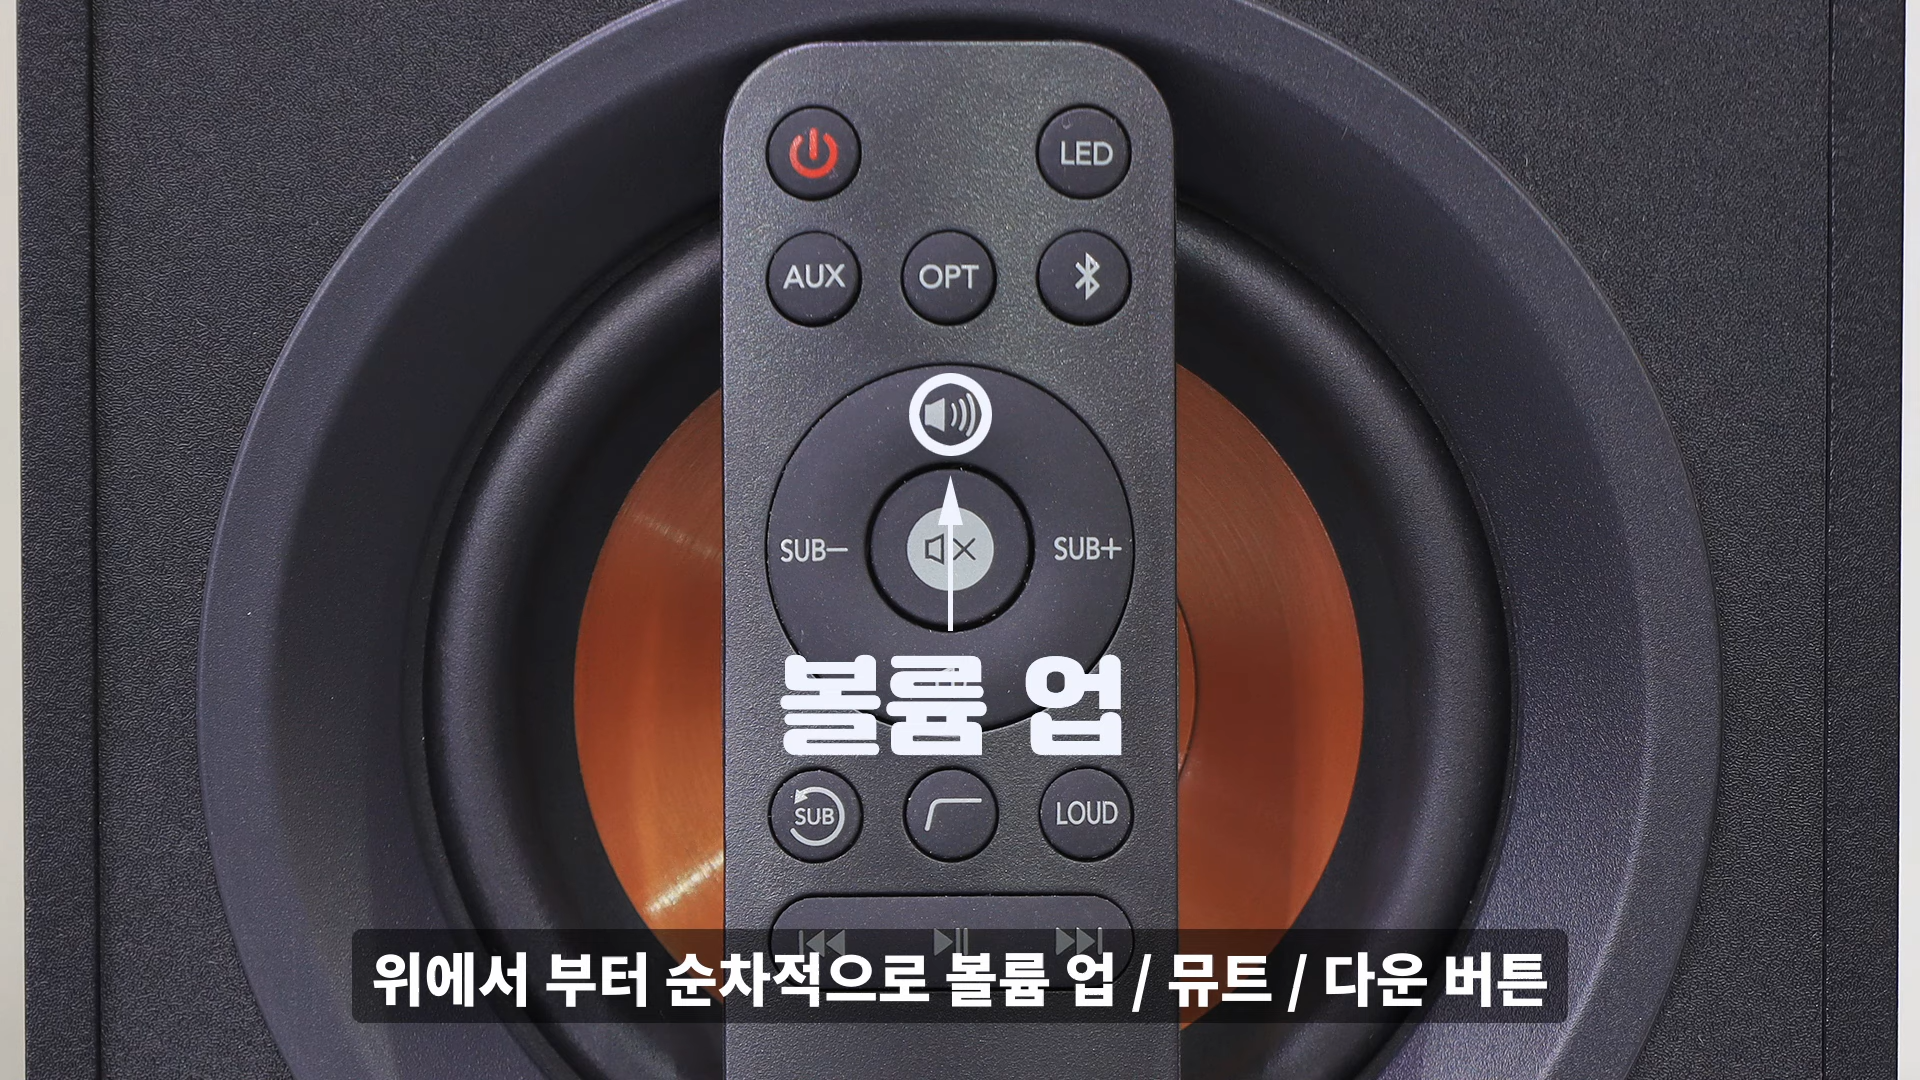 LED
AUX OPT
SUB− SUB+
볼륨 업
SUB LOUD
위에서 부터 순차적으로 볼륨 업 / 뮤트 / 다운 버튼